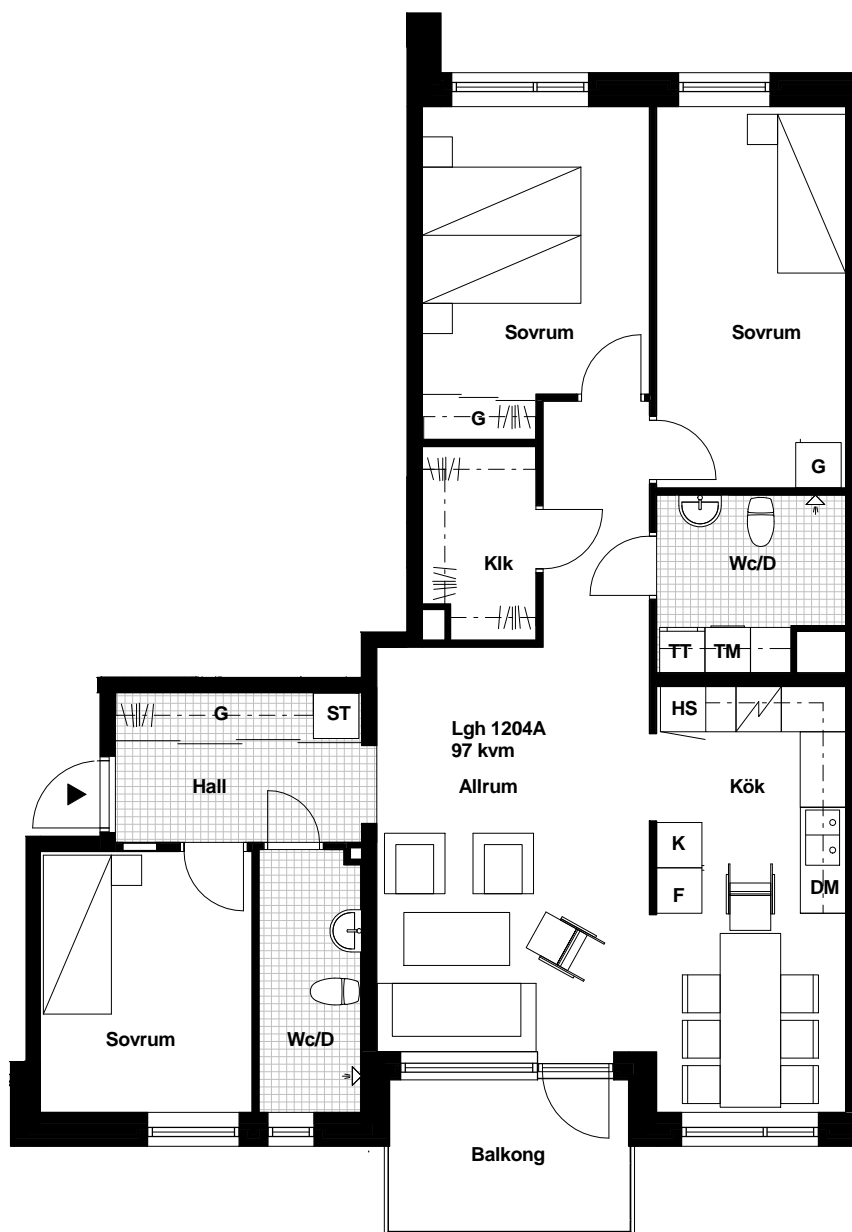 Sovrum
Sovrum
G
G
Klk
Wc/D
TT
TM
G
ST
HS
Lgh 1204A
97 kvm
Hall
Allrum
Kök
K
F
DM
Sovrum
Wc/D
Balkong